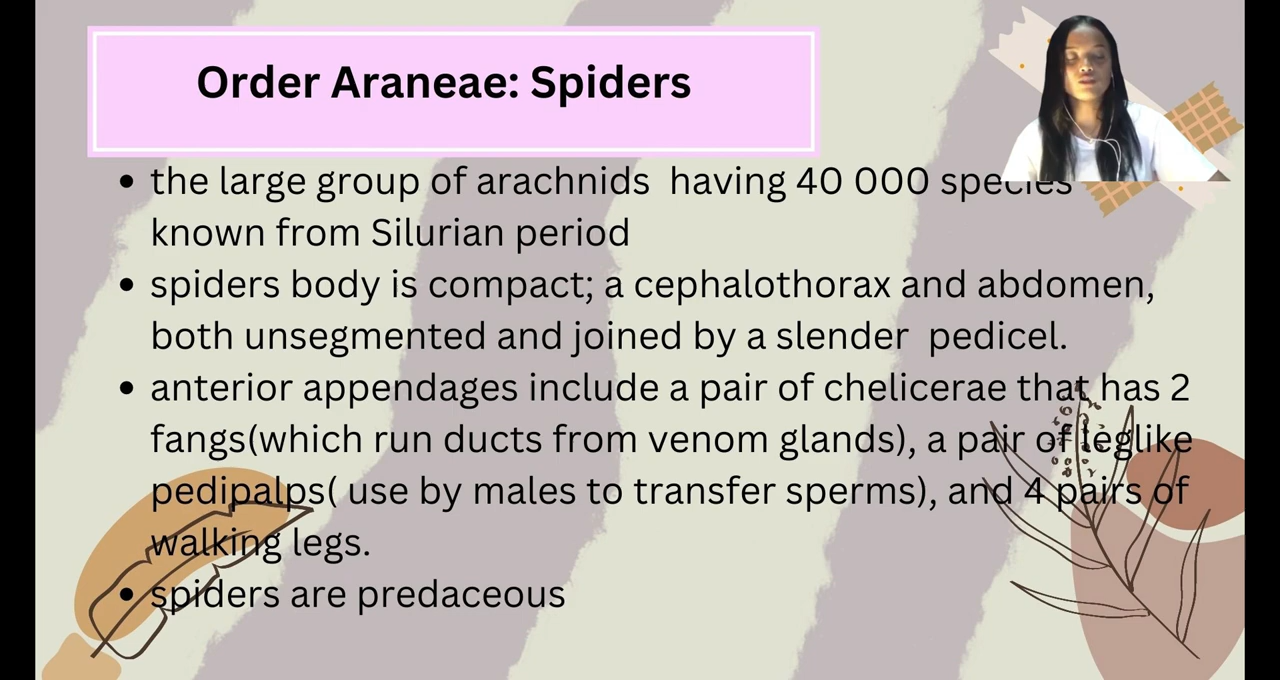 Order Araneae: Spiders
• the large group of arachnids having 40 000 species
known from Silurian period
• spiders body is compact; a cephalothorax and abdomen,
both unsegmented and joined by a slender pedicel.
• anterior appendages include a pair of chelicerae that has 2
fangs(which run ducts from venom glands), a pair of leglike
pedipalps( use by males to transfer sperms), and 4 pairs of
walking legs.
• spiders are predaceous